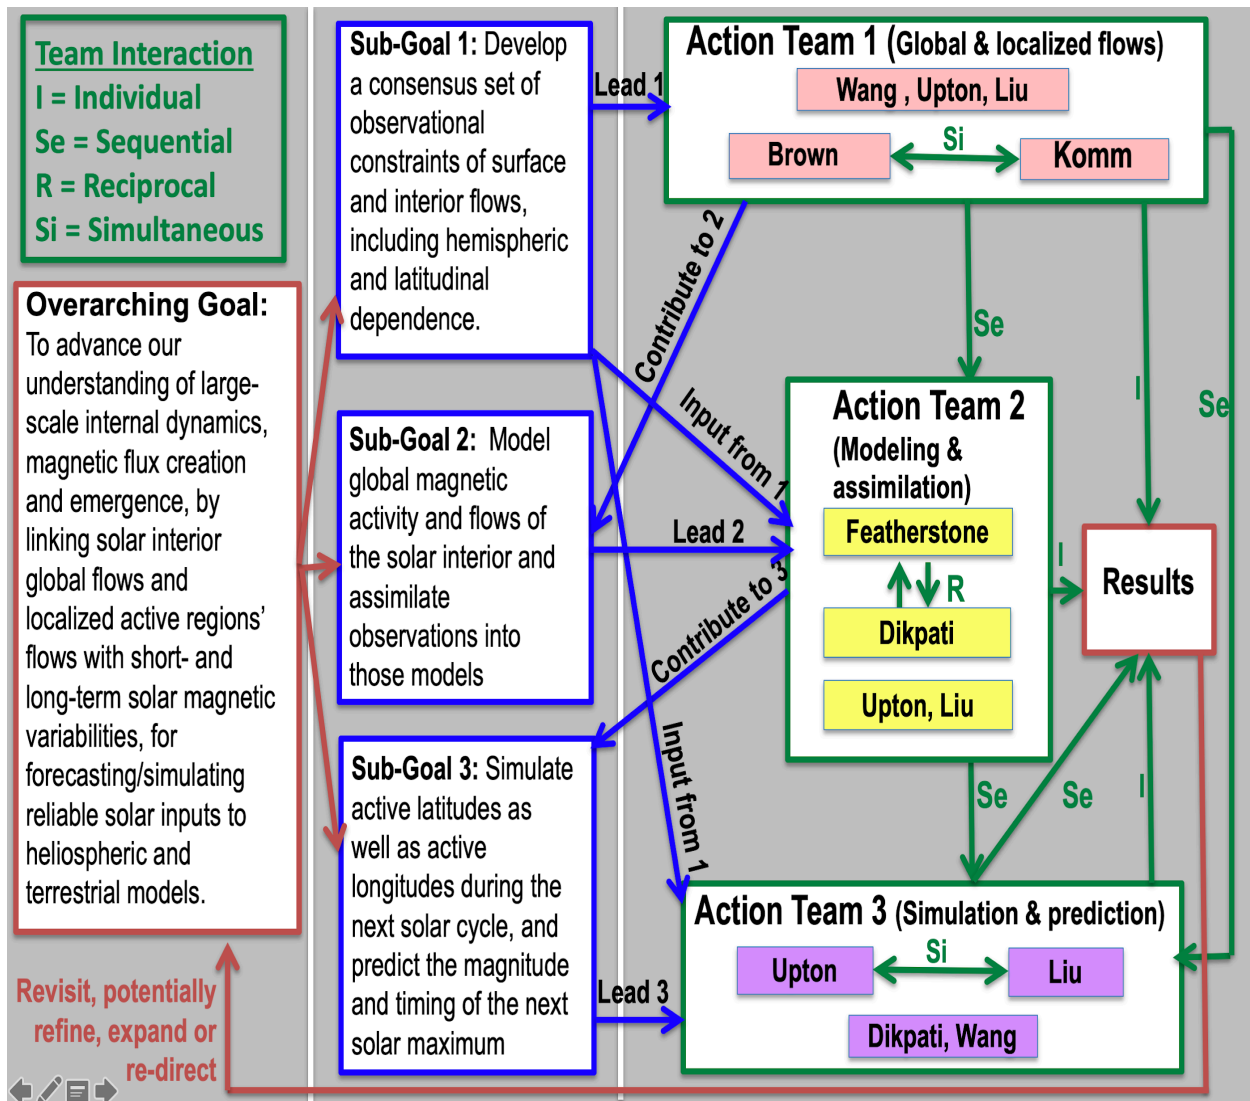 Team Interaction
I = Individual
Se = Sequential
R = Reciprocal
Si = Simultaneous
Overarching Goal:
To advance our
understanding of large-
scale internal dynamics,
magnetic flux creation
and emergence, by
linking solar interior
global flows and
localized active regions'
flows with short- and
long-term solar magnetic
variabilities, for
forecasting/simulating
reliable solar inputs to
heliospheric and
terrestrial models.
Revisit, potentially
refine, expand or
re-direct
Sub-Goal 1: Develop
a consensus set of
observational
constraints of surface
and interior flows,
including hemispheric
and latitudinal
dependence.
Sub-Goal 2: Model
global magnetic
activity and flows of
the solar interior and
assimilate
observations into
those models
Sub-Goal 3: Simulate
active latitudes as
well as active
longitudes during the
next solar cycle, and
predict the magnitude
and timing of the next
solar maximum
Lead 1
Contribute to 2
Input from 1
Lead 2
Contribute to 3
Input from 1
Lead 3
Action Team 1 (Global & localized flows)
Wang , Upton, Liu
Brown
Si
Komm
Se
I
Se
Action Team 2
(Modeling &
assimilation)
Featherstone
R
Dikpati
Upton, Liu
I
Results
Se
Se
I
Action Team 3 (Simulation & prediction)
Upton
Si
Liu
Dikpati, Wang